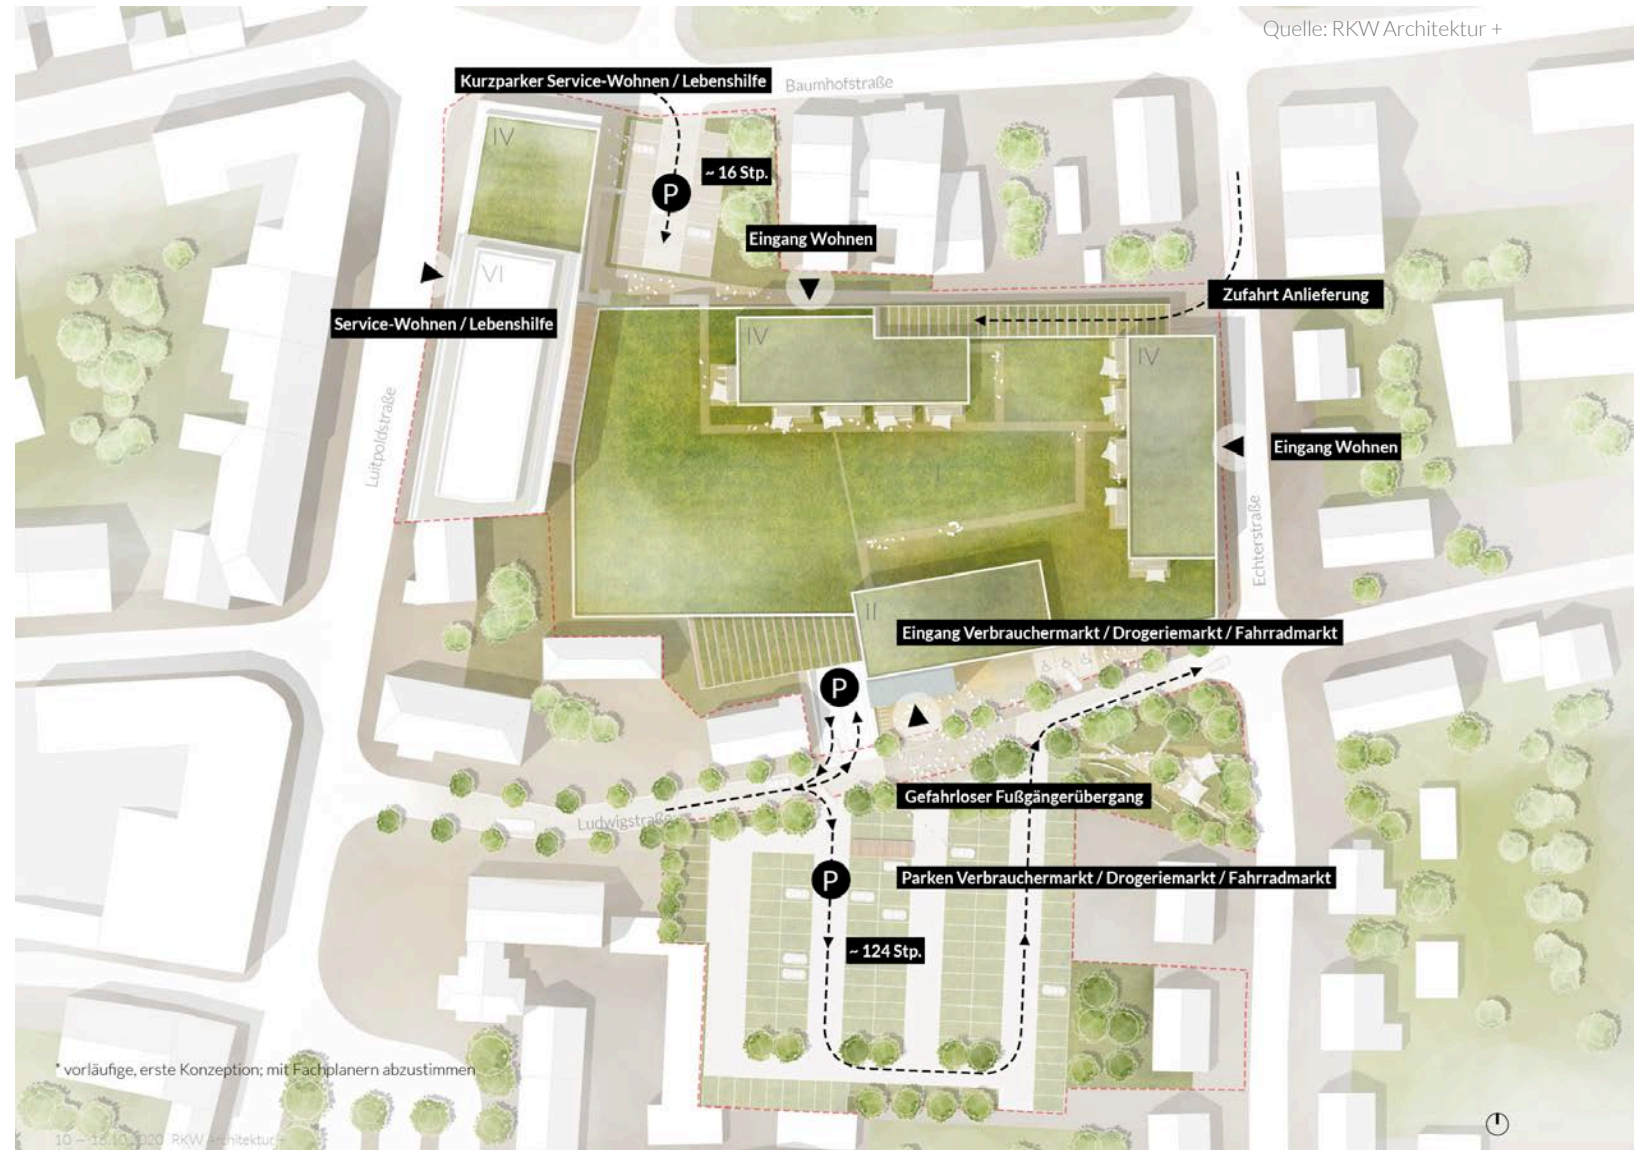 Quelle: RKW Architektur +
Kurzparker Service-Wohnen / Lebenshilfe
Baumhofstraße
IV
~ 16 Stp.
P
Eingang Wohnen
VI
Zufahrt Anlieferung
Service-Wohnen / Lebenshilfe
IV
IV
Luitpoldstraße
Eingang Wohnen
I
Echterstraße
II
Eingang Verbrauchermarkt / Drogeriemarkt / Fahrradmarkt
P
Gefahrloser Fußgängerübergang
Ludwigstraße
P
Parken Verbrauchermarkt / Drogeriemarkt / Fahrradmarkt
~ 124 Stp.
* vorläufige, erste Konzeption; mit Fachplanern abzustimmen
RKW Architektur +